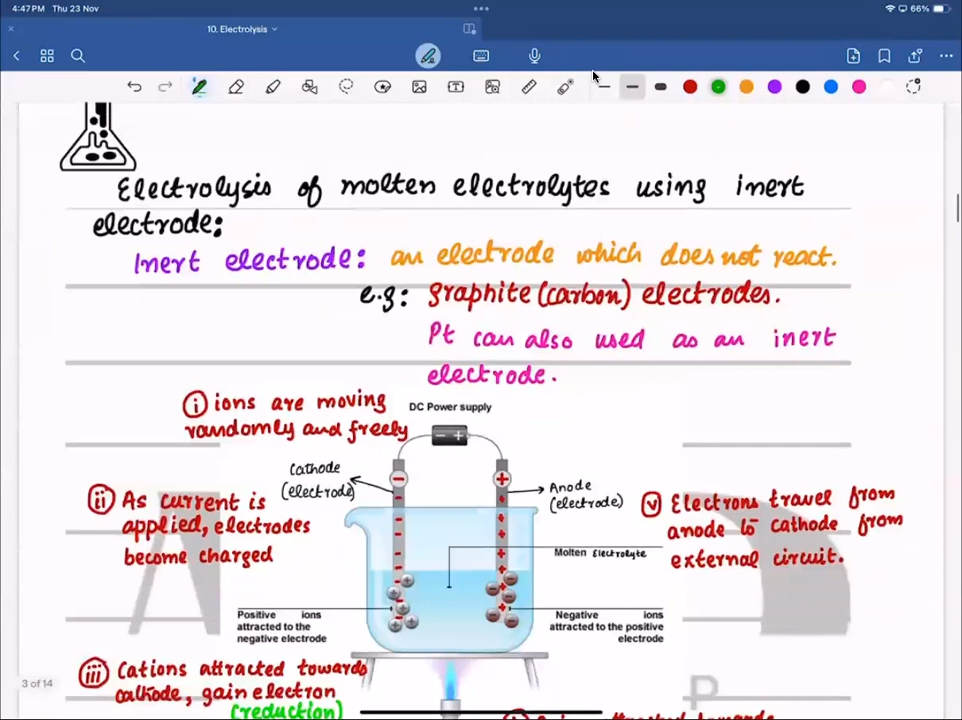 4:47PM Thu 23 Nov
66%
10. Electrolysis
Electrolysis of molten electrolytes using inert
electrode:
Inert electrode: an electrode which does not react.
e.g: graphite (carbon) electrodes.
Pt can also used as an inert
electrode.
(i) ions are moving
randomly and freely
DC Power supply
− +
Cathode
(electrode)
− +
Anode
(electrode)
(ii) As current is
applied, electrodes
become charged
(v) Electrons travel from
anode to cathode from
external circuit.
Molten Electrolyte
Positive ions
attracted to the
negative electrode
Negative ions
attracted to the positive
electrode
(iii) Cations attracted towards
cathode, gain electron
(reduction)
3 of 14
A
P